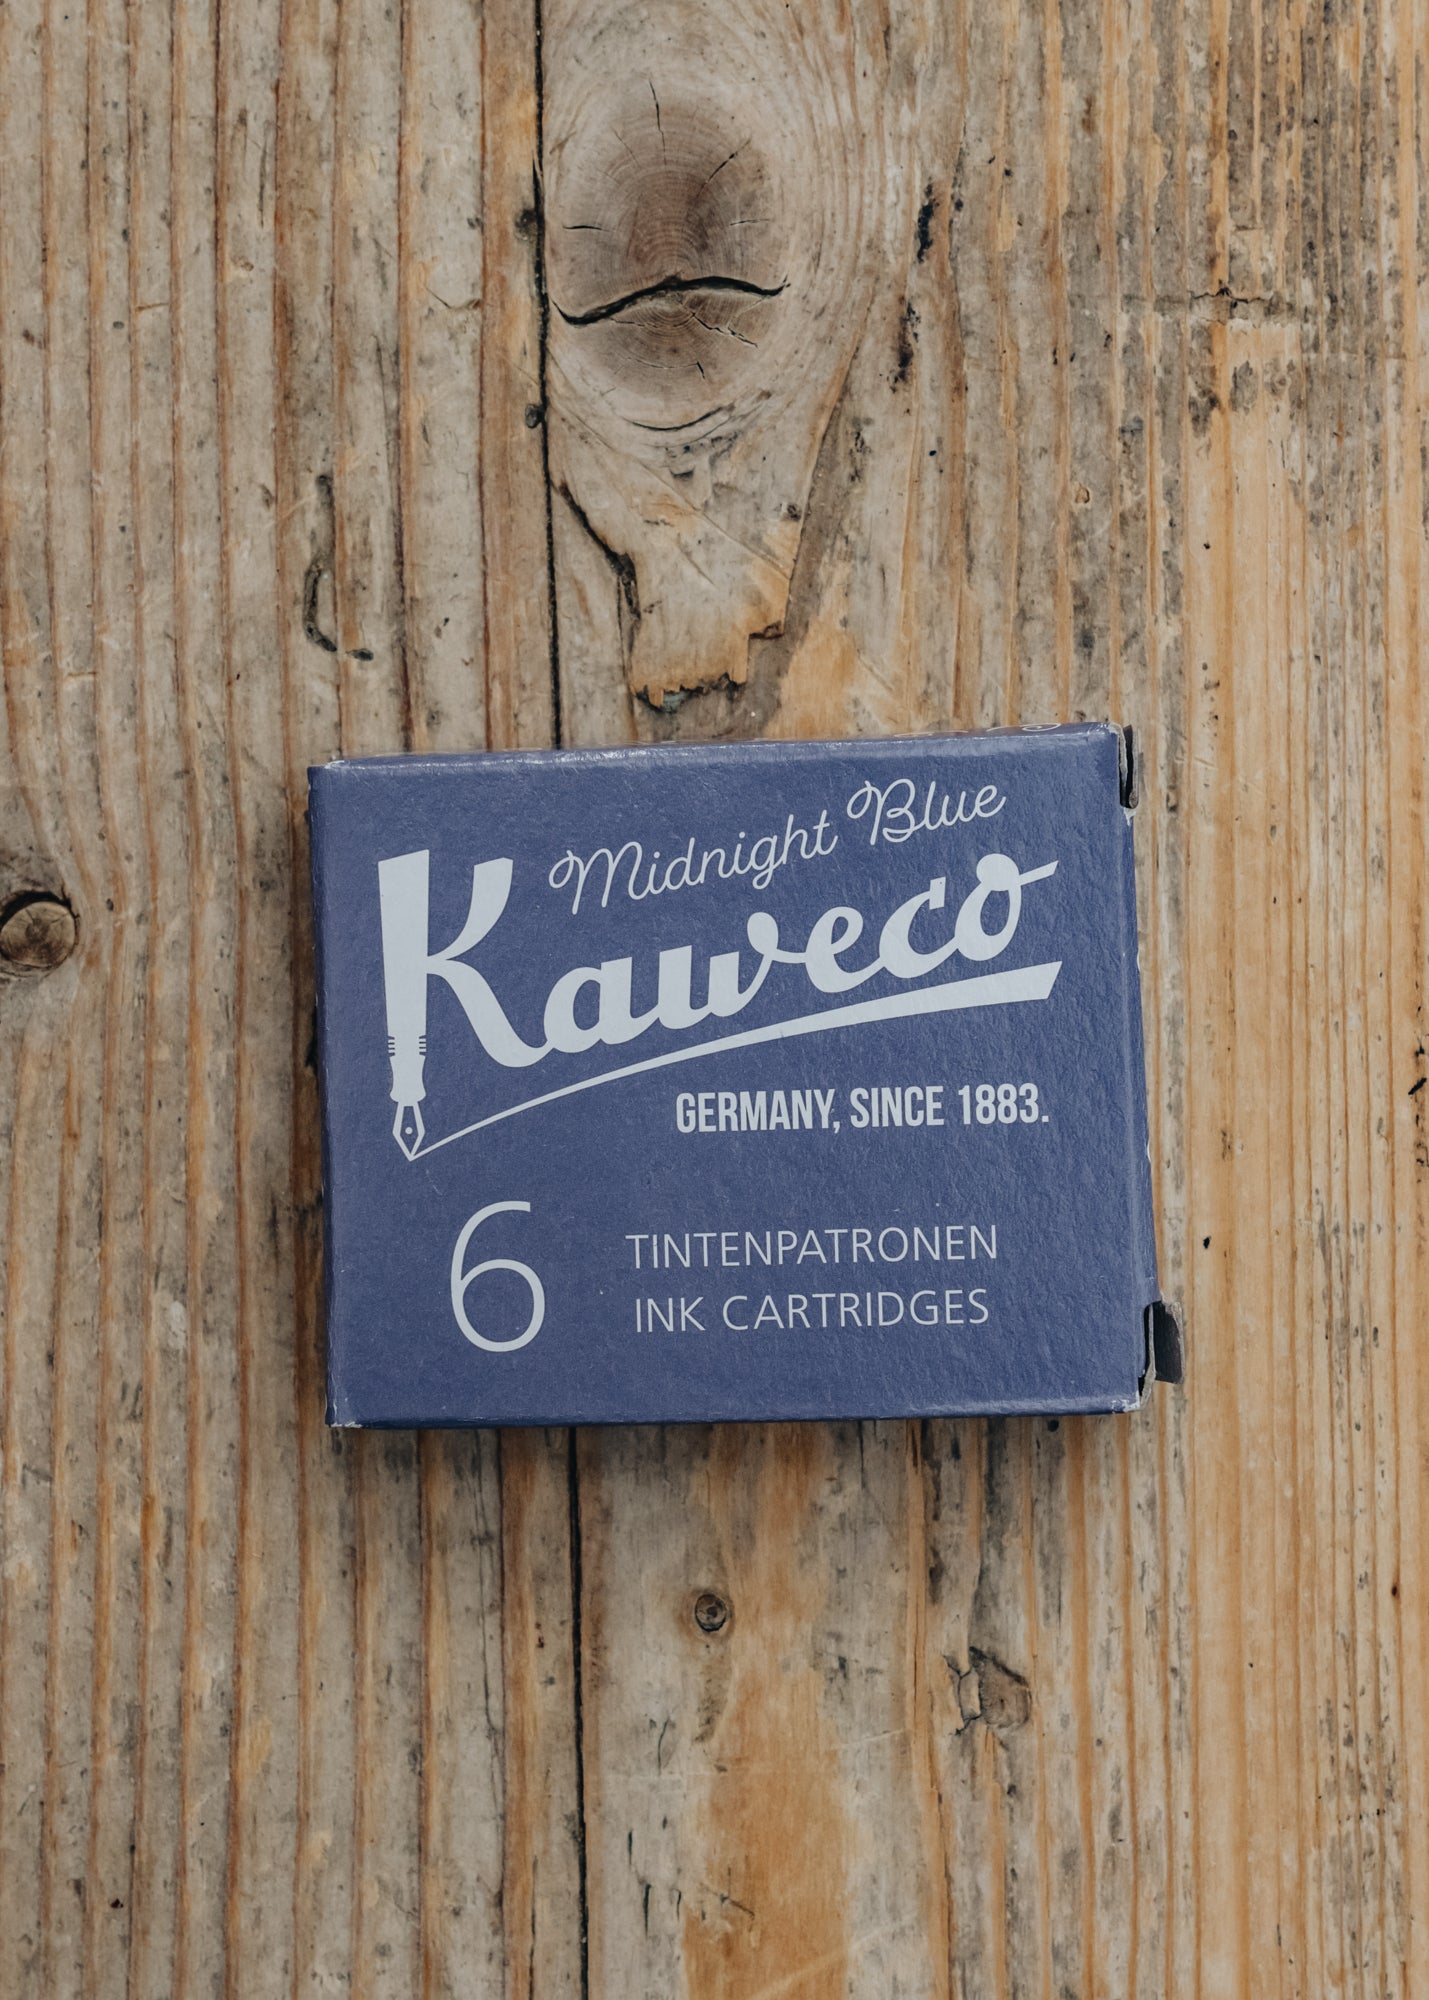 Midnight Blue
Kaweco
GERMANY, SINCE 1883.
6
TINTENPATRONEN
INK CARTRIDGES